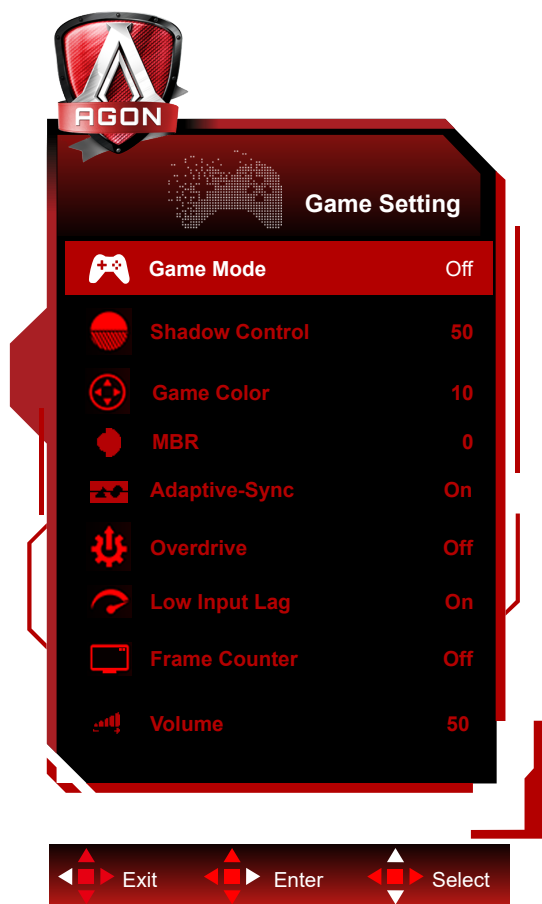 AGON
Game Setting
Game Mode Off
Shadow Control 50
Game Color 10
MBR 0
Adaptive-Sync On
Overdrive Off
Low Input Lag On
Frame Counter Off
Volume 50
Exit Enter Select